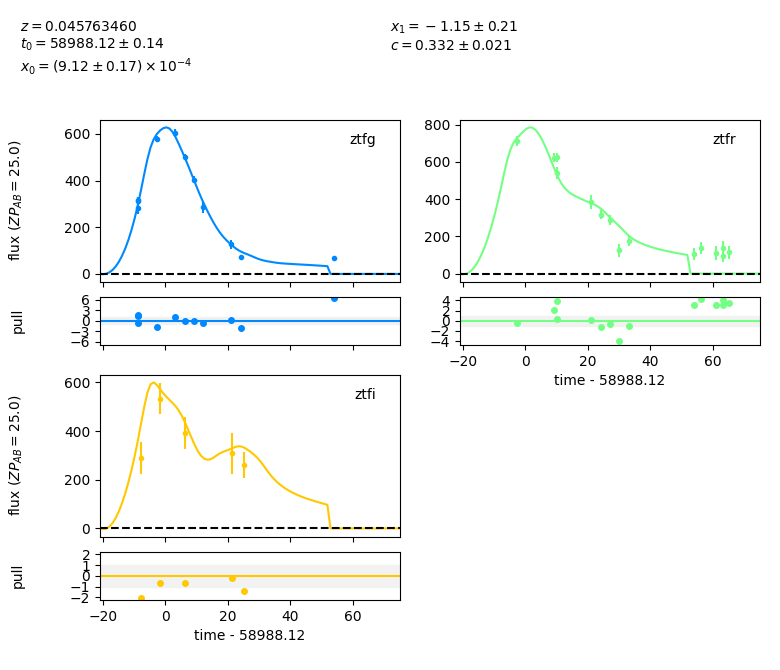 z = 0.045763460
t₀ = 58988.12 ± 0.14
x₀ = (9.12 ± 0.17) × 10⁻⁴
x₁ = −1.15 ± 0.21
c = 0.332 ± 0.021
flux (ZP_AB = 25.0)
600
400
200
0
ztfg
800
600
400
200
0
ztfr
pull
6
3
0
−3
−6
4
2
0
−2
−4
−20 0 20 40 60
time - 58988.12
flux (ZP_AB = 25.0)
600
400
200
0
ztfi
pull
2
1
0
−1
−2
−20 0 20 40 60
time - 58988.12